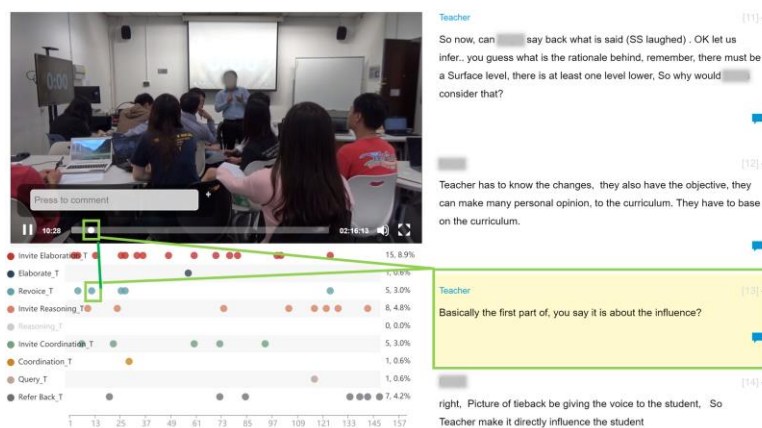 Teacher
[11]
So now, can say back what is said (SS laughed) . OK let us
infer.. you guess what is the rationale behind, remember, there must be
a Surface level, there is at least one level lower, So why would
consider that?
0:00
Press to comment
+
10:28
02:16:13
[12]
Teacher has to know the changes, they also have the objective, they
can make many personal opinion, to the curriculum. They have to base
on the curriculum.
Invite Elaboration_T
15, 8.9%
Elaborate_T
1, 0.6%
Revoice_T
5, 3.0%
Invite Reasoning_T
8, 4.8%
Reasoning_T
0, 0.0%
Invite Coordination_T
5, 3.0%
Coordination_T
1, 0.6%
Query_T
1, 0.6%
Refer Back_T
7, 4.2%
1 13 25 37 49 61 73 85 97 109 121 133 145 157
Teacher
[13]
Basically the first part of, you say it is about the influence?
[14]
right, Picture of tieback be giving the voice to the student, So
Teacher make it directly influence the student